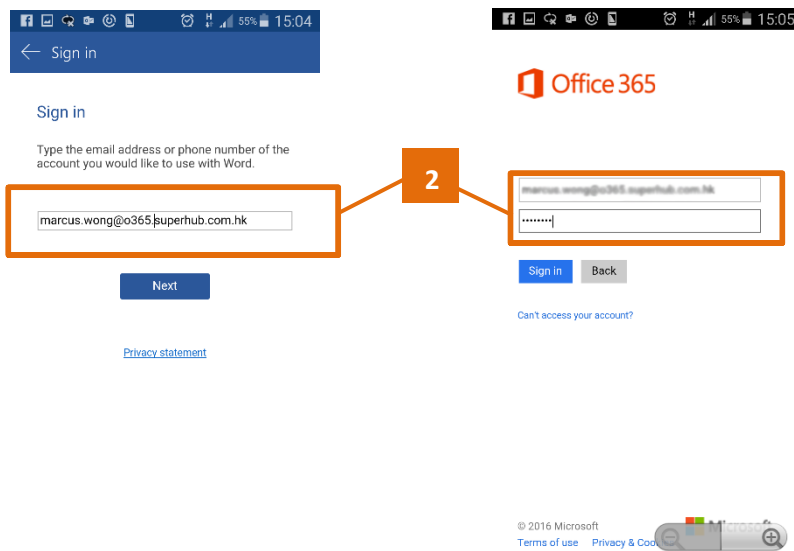 H 55% 15:04
Sign in
Sign in
Type the email address or phone number of the
account you would like to use with Word.
marcus.wong@o365.superhub.com.hk
Next
Privacy statement
2
H 55% 15:05
Office 365
marcus.wong@o365.superhub.com.hk
••••••••
Sign in Back
Can't access your account?
© 2016 Microsoft
Microsoft
Terms of use Privacy &